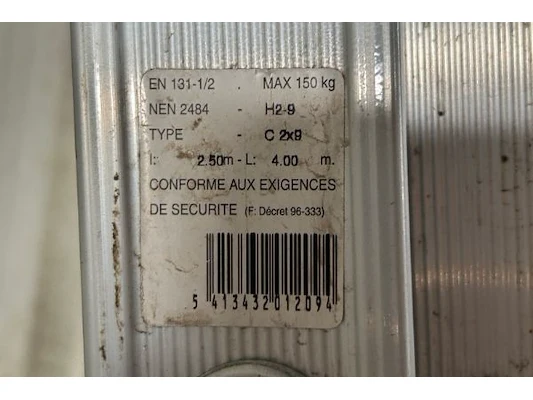 EN 131-1/2 . MAX 150 kg
NEN 2484 - H2-9
TYPE - C 2x9
l: 2.50m - L: 4.00 m.
CONFORME AUX EXIGENCES
DE SECURITE (F: Décret 96-333)
5 413432 012094